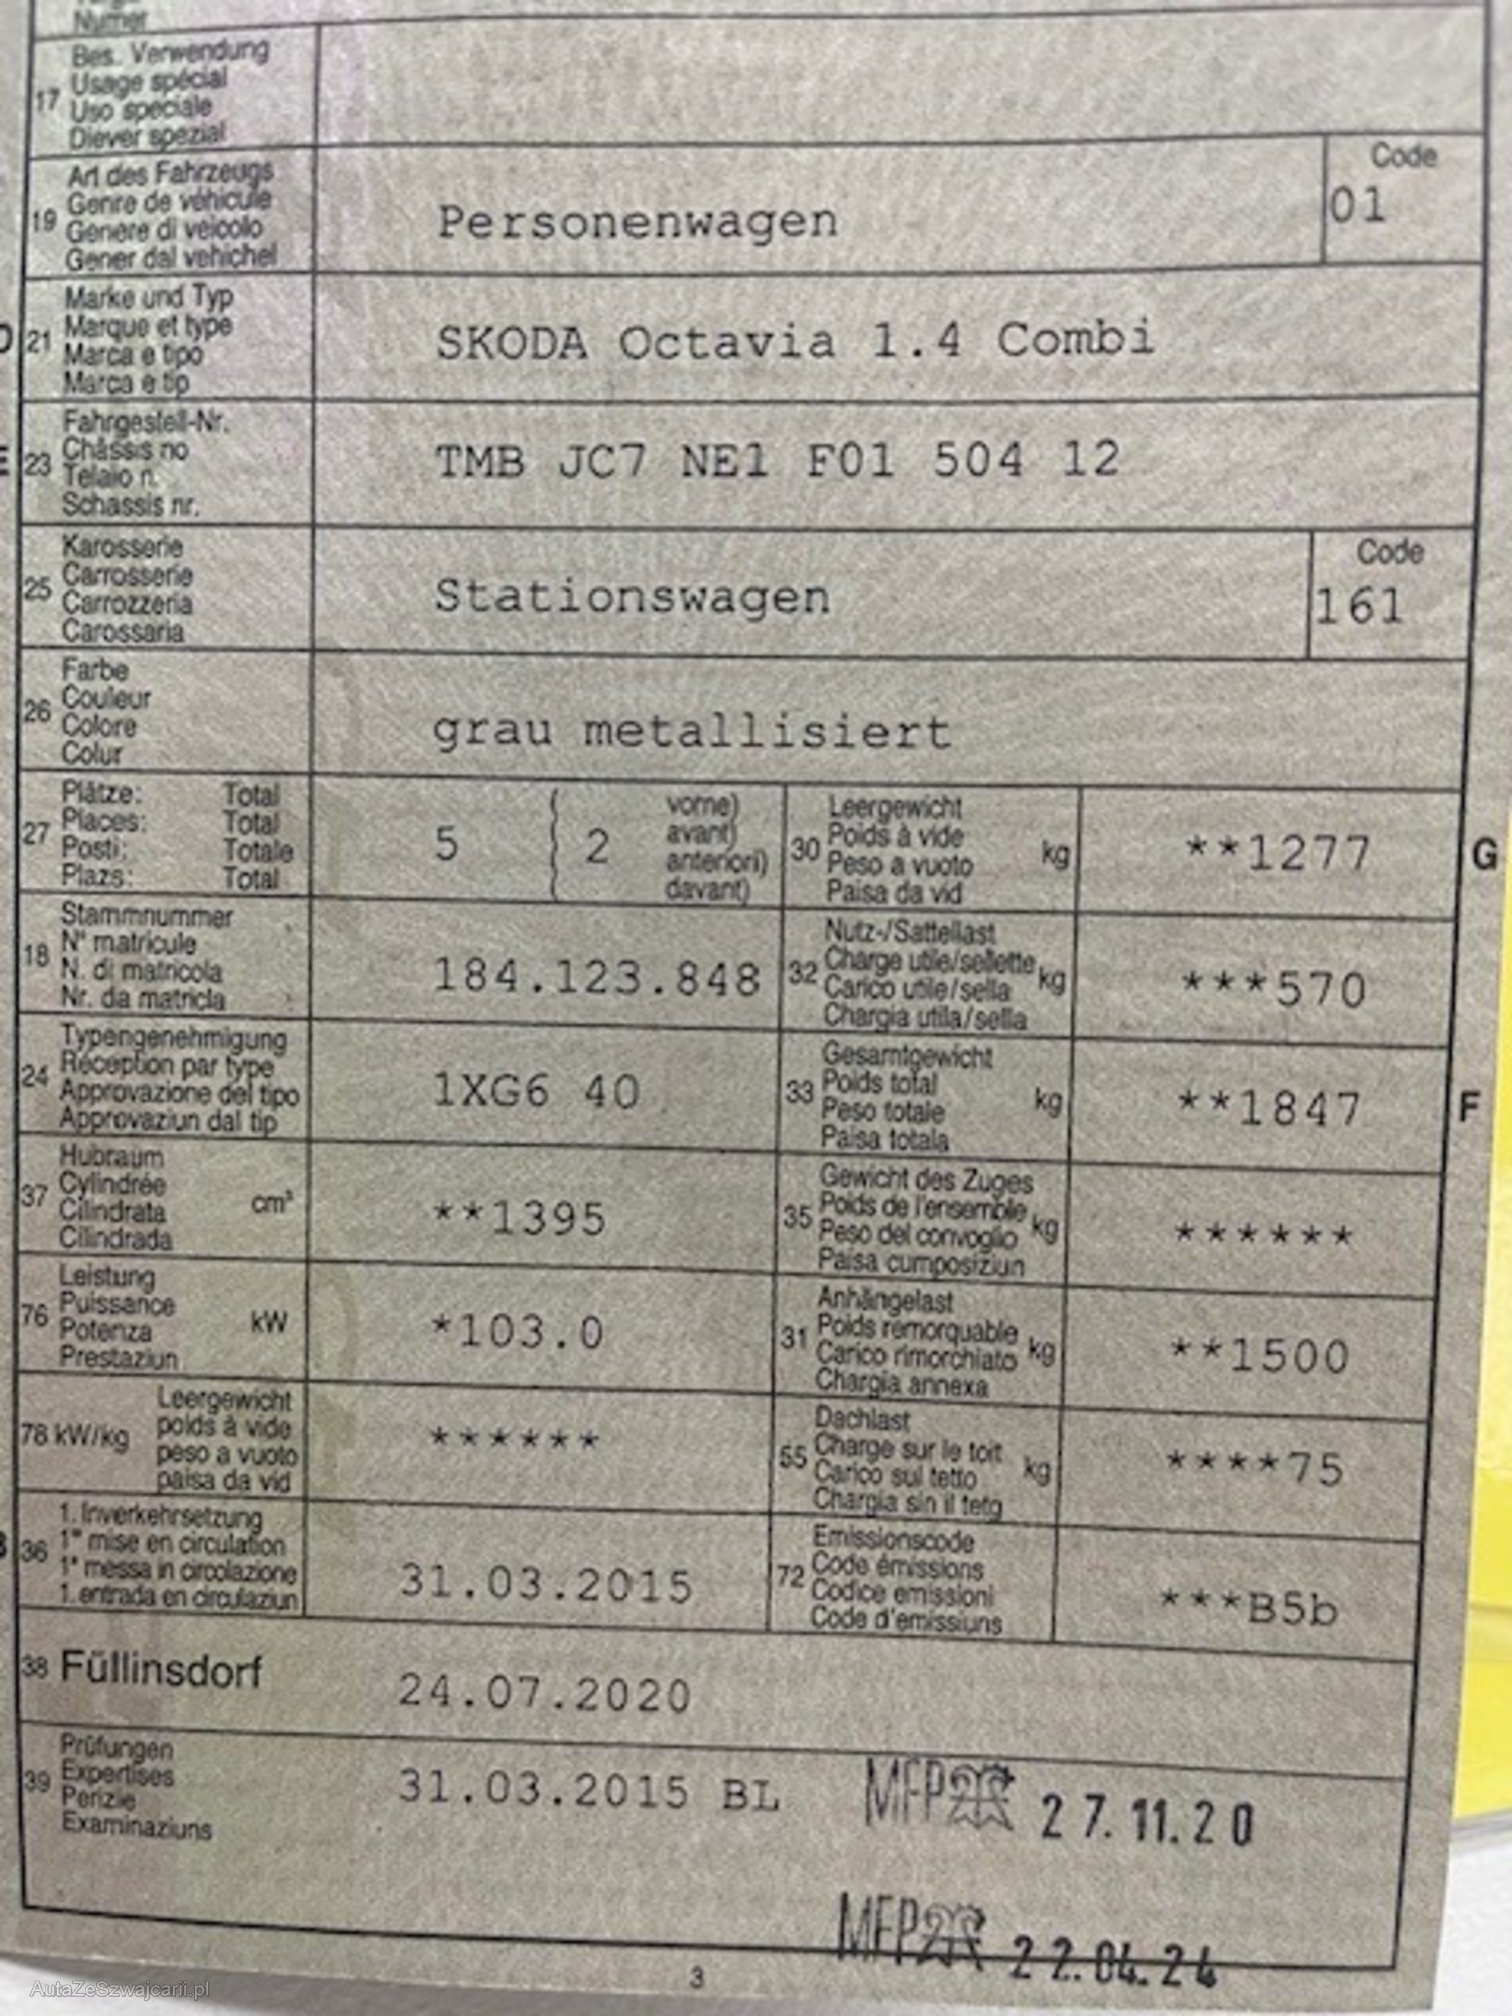 Numer
17
Bes. Verwendung
Usage spécial
Uso speciale
Diever spezial
19
Art des Fahrzeugs
Genre de véhicule
Genere di veicolo
Gener dal vehichel
Personenwagen
Code
01
D 21
Marke und Typ
Marque et type
Marca e tipo
Marca e tip
SKODA Octavia 1.4 Combi
E 23
Fahrgestell-Nr.
Châssis no
Telaio n.
Schassis nr.
TMB JC7 NE1 F01 504 12
25
Karosserie
Carrosserie
Carrozzeria
Carossaria
Stationswagen
Code
161
26
Farbe
Couleur
Colore
Colur
grau metallisiert
27
Plätze: Total
Places: Total
Posti: Totale
Plazs: Total
5
2
vorne)
avant)
anteriori)
davant)
30
Leergewicht
Poids à vide
Peso a vuoto
Paisa da vid
kg
**1277
G
18
Stammnummer
N° matricule
N. di matricola
Nr. da matricla
184.123.848
32
Nutz-/Sattellast
Charge utile/sellette
Carico utile/sella
Chargia utila/sella
kg
***570
24
Typengenehmigung
Réception par type
Approvazione del tipo
Approvaziun dal tip
1XG6 40
33
Gesamtgewicht
Poids total
Peso totale
Paisa totala
kg
**1847
F
37
Hubraum
Cylindrée
Cilindrata
Cilindrada
cm³
**1395
35
Gewicht des Zuges
Poids de l'ensemble
Peso del convoglio
Paisa cumposiziun
kg
******
76
Leistung
Puissance
Potenza
Prestaziun
kW
*103.0
31
Anhängelast
Poids remorquable
Carico rimorchiato
Chargia annexa
kg
**1500
78 kW/kg
Leergewicht
poids à vide
peso a vuoto
paisa da vid
******
55
Dachlast
Charge sur le toit
Carico sul tetto
Chargia sin il tetg
kg
****75
B 36
1. Inverkehrsetzung
1re mise en circulation
1a messa in circolazione
1. entrada en circulaziun
31.03.2015
72
Emissionscode
Code émissions
Codice emissioni
Code d'emissiuns
***B5b
38 Füllinsdorf
24.07.2020
39
Prüfungen
Expertises
Perizie
Examinaziuns
31.03.2015 BL
MFP 27.11.20
MFP 22.04.24
3
AutaZeSzwajcarii.pl